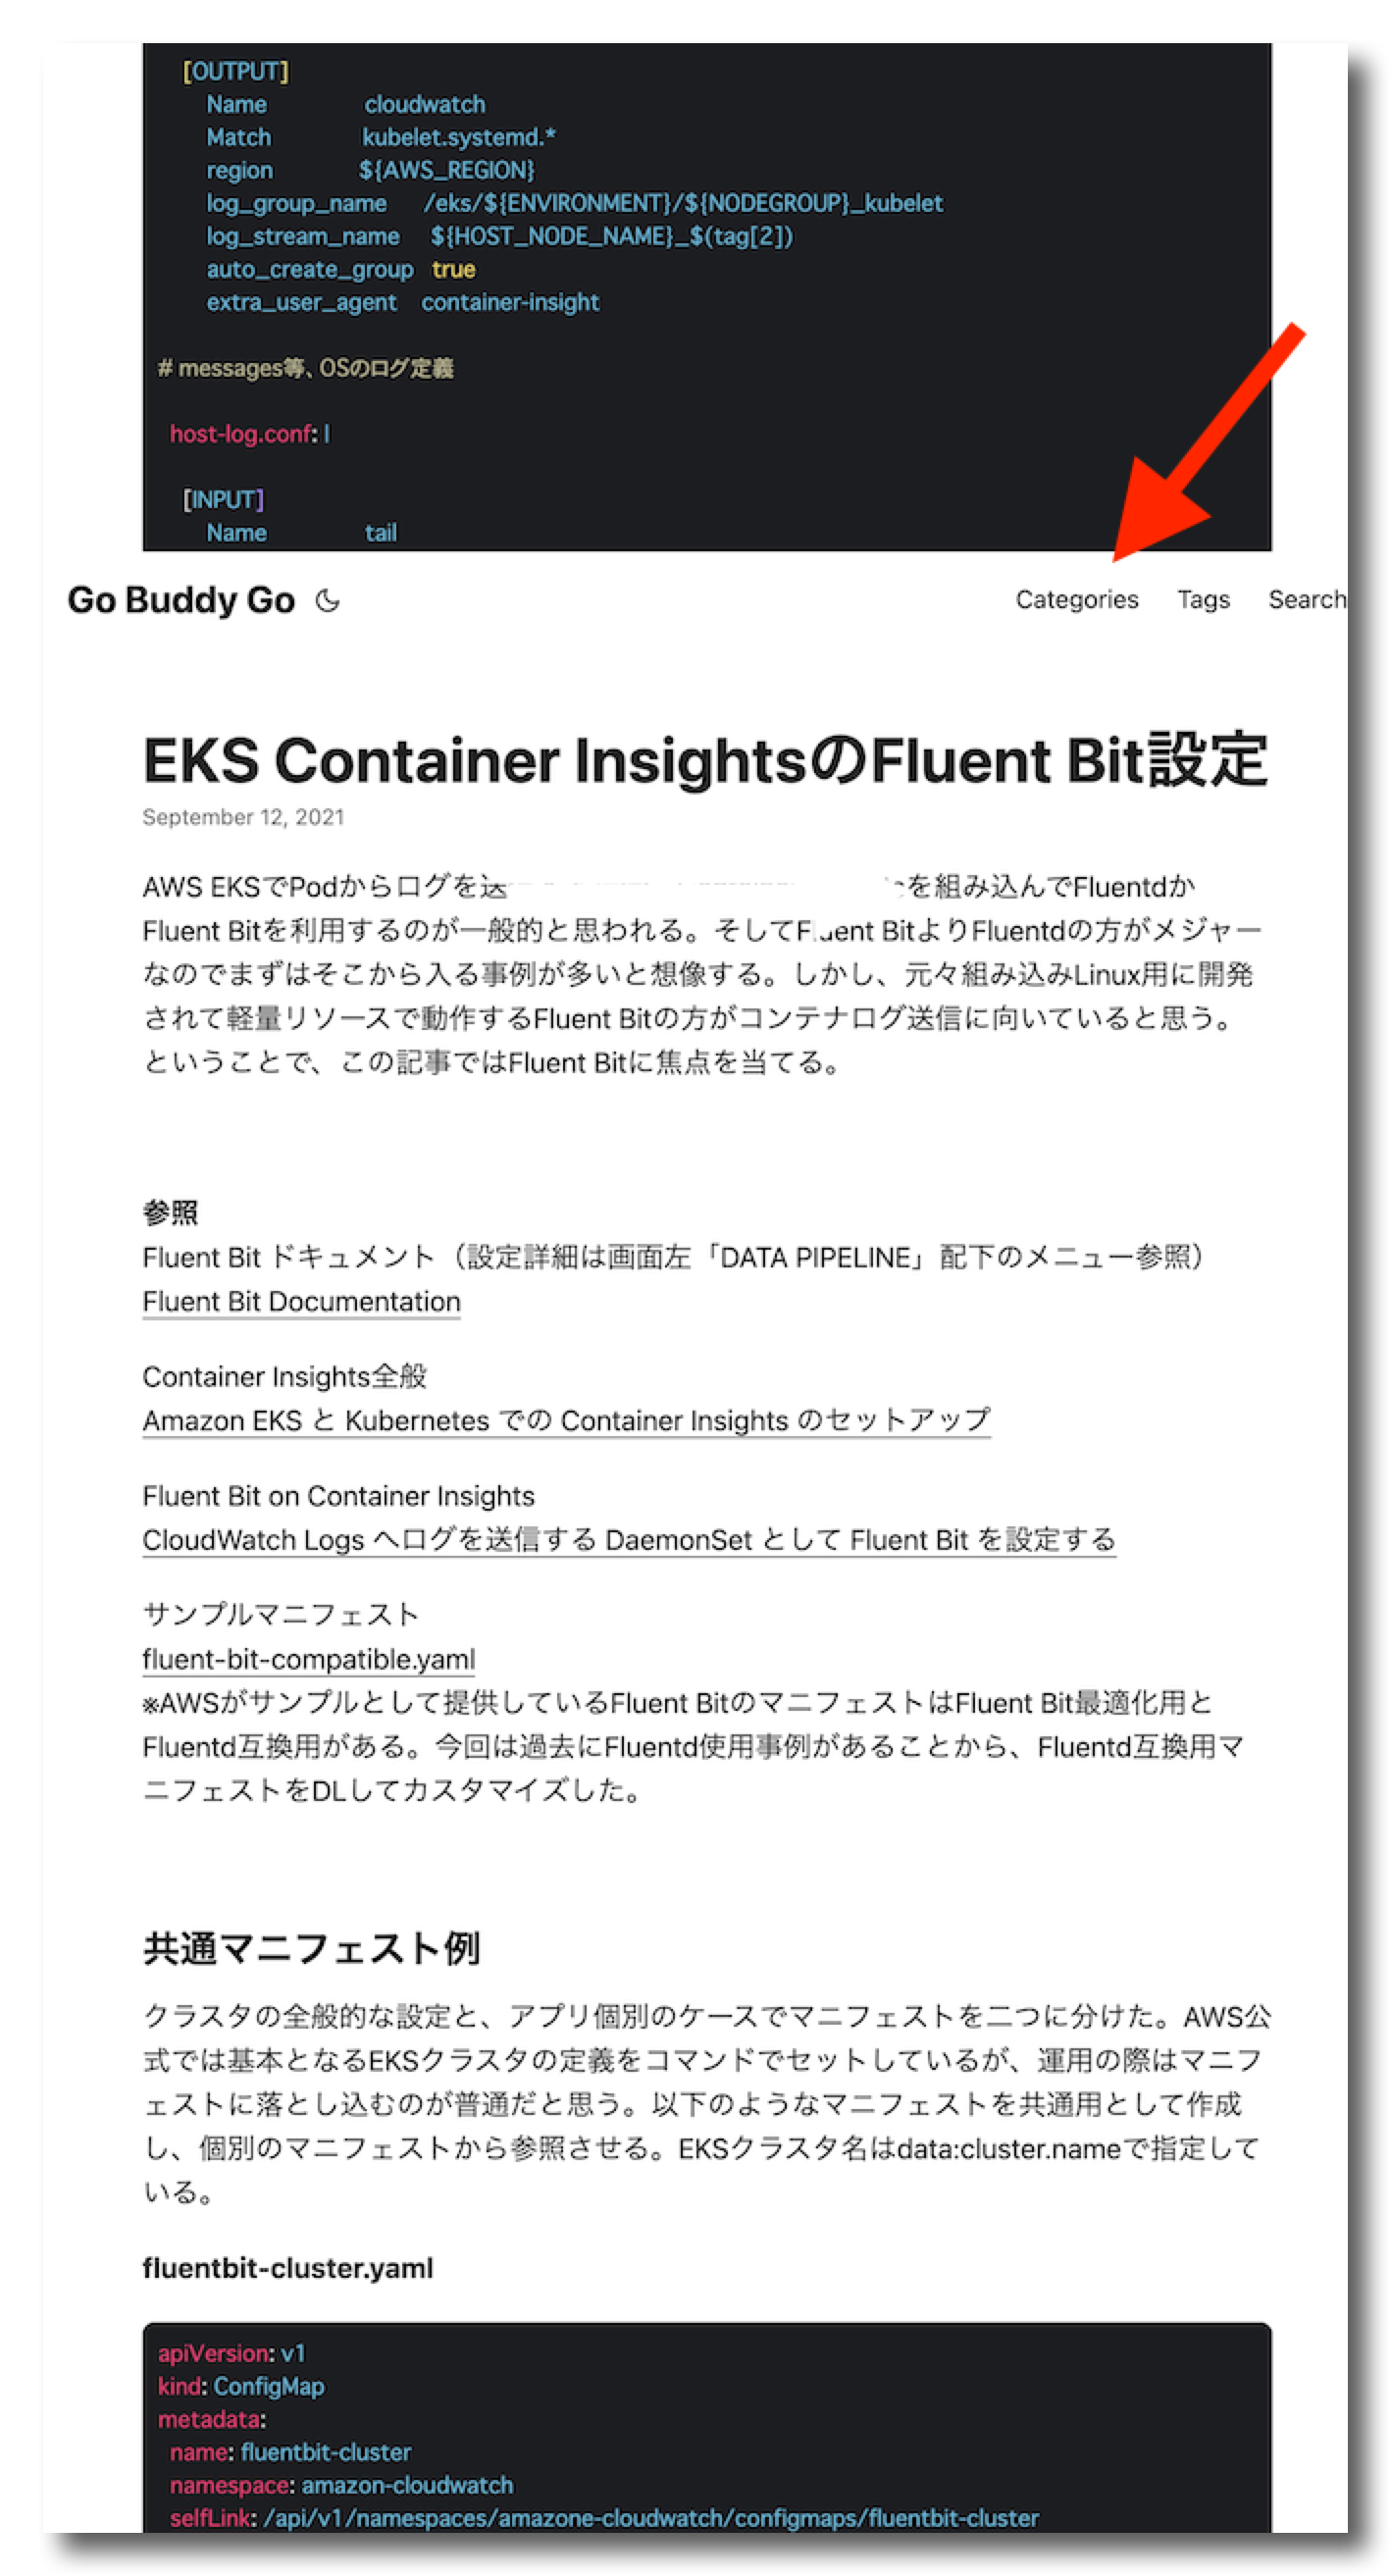 [OUTPUT]
Name cloudwatch
Match kubelet.systemd.*
region ${AWS_REGION}
log_group_name /eks/${ENVIRONMENT}/${NODEGROUP}_kubelet
log_stream_name ${HOST_NODE_NAME}_$(tag[2])
auto_create_group true
extra_user_agent container-insight
# messages等、OSのログ定義
host-log.conf: |
[INPUT]
Name tail
Go Buddy Go
Categories Tags Search
EKS Container InsightsのFluent Bit設定
September 12, 2021
AWS EKSでPodからログを送 を組み込んでFluentdか
Fluent Bitを利用するのが一般的と思われる。そしてFluent BitよりFluentdの方がメジャー
なのでまずはそこから入る事例が多いと想像する。しかし、元々組み込みLinux用に開発
されて軽量リソースで動作するFluent Bitの方がコンテナログ送信に向いていると思う。
ということで、この記事ではFluent Bitに焦点を当てる。
参照
Fluent Bit ドキュメント（設定詳細は画面左「DATA PIPELINE」配下のメニュー参照）
Fluent Bit Documentation
Container Insights全般
Amazon EKS と Kubernetes での Container Insights のセットアップ
Fluent Bit on Container Insights
CloudWatch Logs へログを送信する DaemonSet として Fluent Bit を設定する
サンプルマニフェスト
fluent-bit-compatible.yaml
※AWSがサンプルとして提供しているFluent BitのマニフェストはFluent Bit最適化用と
Fluentd互換用がある。今回は過去にFluentd使用事例があることから、Fluentd互換用マ
ニフェストをDLしてカスタマイズした。
共通マニフェスト例
クラスタの全般的な設定と、アプリ個別のケースでマニフェストを二つに分けた。AWS公
式では基本となるEKSクラスタの定義をコマンドでセットしているが、運用の際はマニフ
ェストに落とし込むのが普通だと思う。以下のようなマニフェストを共通用として作成
し、個別のマニフェストから参照させる。EKSクラスタ名はdata:cluster.nameで指定して
いる。
fluentbit-cluster.yaml
apiVersion: v1
kind: ConfigMap
metadata:
name: fluentbit-cluster
namespace: amazon-cloudwatch
selfLink: /api/v1/namespaces/amazone-cloudwatch/configmaps/fluentbit-cluster